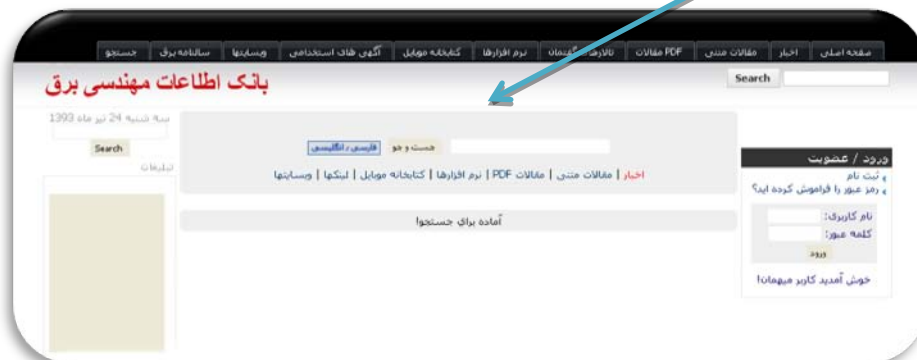 صفحه اصلی اخبار مقالات متنی PDF مقالات تالارهای گفتمان نرم افزارها کتابخانه موبایل آگهی های استخدامی وبسایتها سالنامه برق جستجو
Search
بانک اطلاعات مهندسی برق
سه شنبه 24 تیر ماه 1393
Search
تبلیغات
جست و جو فارسی / انگلیسی
اخبار | مقالات متنی | مقالات PDF | نرم افزارها | کتابخانه موبایل | لینکها | وبسایتها
آماده براي جستجو!
ورود / عضویت
ثبت نام
رمز عبور را فراموش کرده اید؟
نام کاربری:
کلمه عبور:
ورود
خوش آمدید کاربر میهمان!